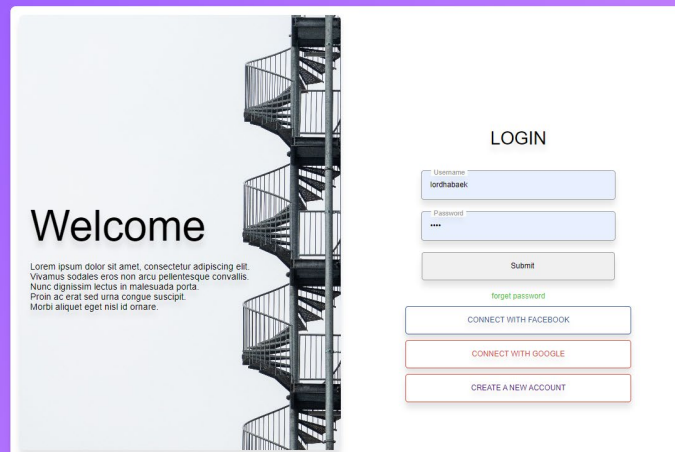 Welcome
Lorem ipsum dolor sit amet, consectetur adipiscing elit.
Vivamus sodales eros non arcu pellentesque convallis.
Nunc dignissim lectus in malesuada porta.
Proin ac erat sed urna congue suscipit.
Morbi aliquet eget nisl id ornare.
LOGIN
Username
lordhabaek
Password
••••
Submit
forget password
CONNECT WITH FACEBOOK
CONNECT WITH GOOGLE
CREATE A NEW ACCOUNT